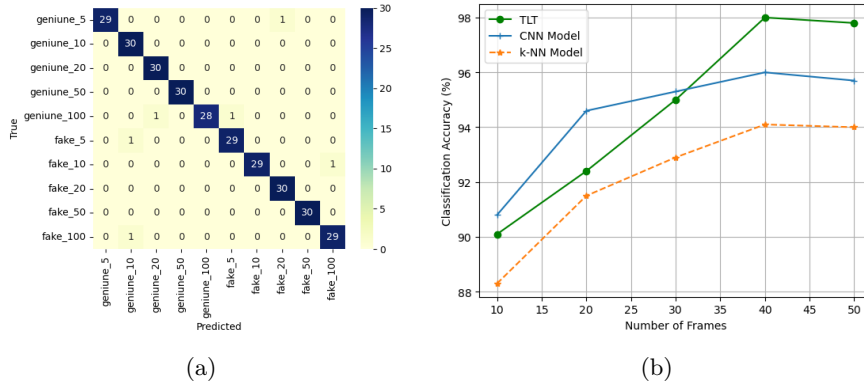 geniune_5 29 0 0 0 0 0 0 1 0 0
geniune_10 0 30 0 0 0 0 0 0 0 0
geniune_20 0 0 30 0 0 0 0 0 0 0
geniune_50 0 0 0 30 0 0 0 0 0 0
geniune_100 0 0 1 0 28 1 0 0 0 0
fake_5 0 1 0 0 0 29 0 0 0 0
fake_10 0 0 0 0 0 0 29 0 0 1
fake_20 0 0 0 0 0 0 0 30 0 0
fake_50 0 0 0 0 0 0 0 0 30 0
fake_100 0 1 0 0 0 0 0 0 0 29
True
geniune_5
geniune_10
geniune_20
geniune_50
geniune_100
fake_5
fake_10
fake_20
fake_50
fake_100
Predicted
30
25
20
15
10
5
0
(a)
TLT
CNN Model
k-NN Model
Classification Accuracy (%)
98
96
94
92
90
88
10 15 20 25 30 35 40 45 50
Number of Frames
(b)